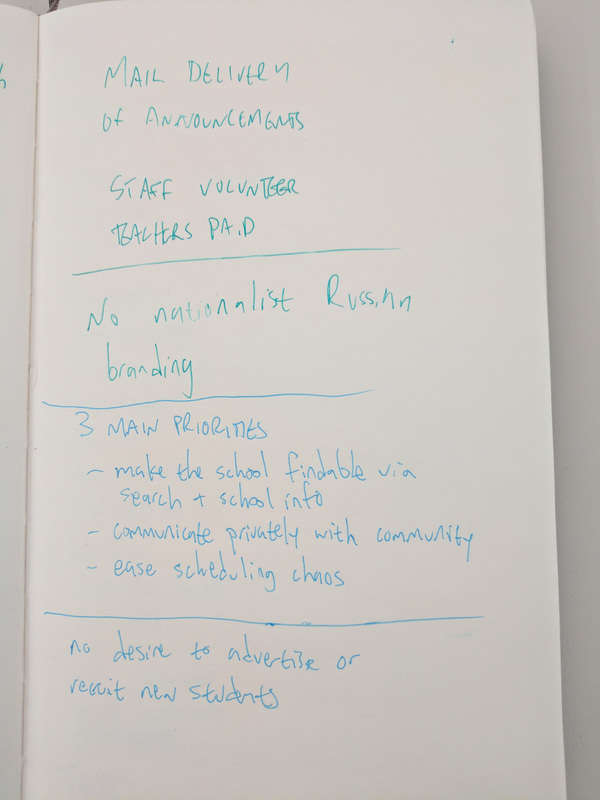 MAIL DELIVERY
OF ANNOUNCEMENTS
STAFF VOLUNTEER
TEACHERS PAID
No nationalist Russian
branding
3 MAIN PRIORITIES
- make the school findable via
search + school info
- communicate privately with community
- ease scheduling chaos
no desire to advertise or
recruit new students